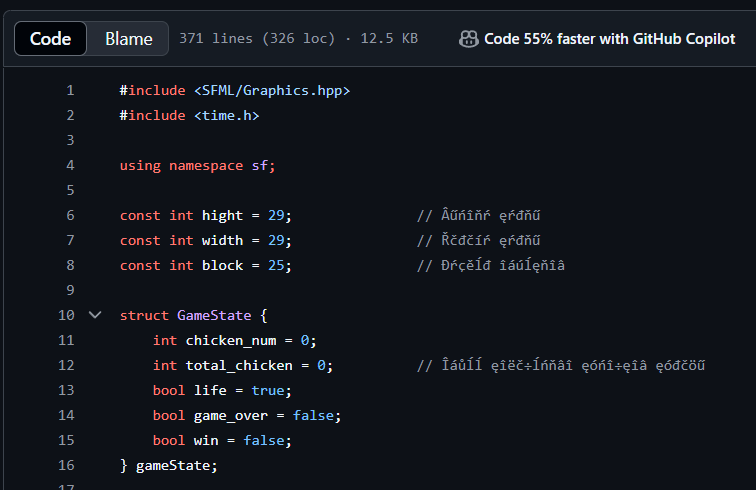 Code Blame 371 lines (326 loc) · 12.5 KB Code 55% faster with GitHub Copilot
1 #include <SFML/Graphics.hpp>
2 #include <time.h>
3
4 using namespace sf;
5
6 const int hight = 29; // Âűńîňŕ ęŕđňű
7 const int width = 29; // Řčđčíŕ ęŕđňű
8 const int block = 25; // Đŕçěĺđ îáúĺęňîâ
9
10 struct GameState {
11 int chicken_num = 0;
12 int total_chicken = 0; // Îáůĺĺ ęîëč÷ĺńňâî ęóńî÷ęîâ ęóđčöű
13 bool life = true;
14 bool game_over = false;
15 bool win = false;
16 } gameState;
17